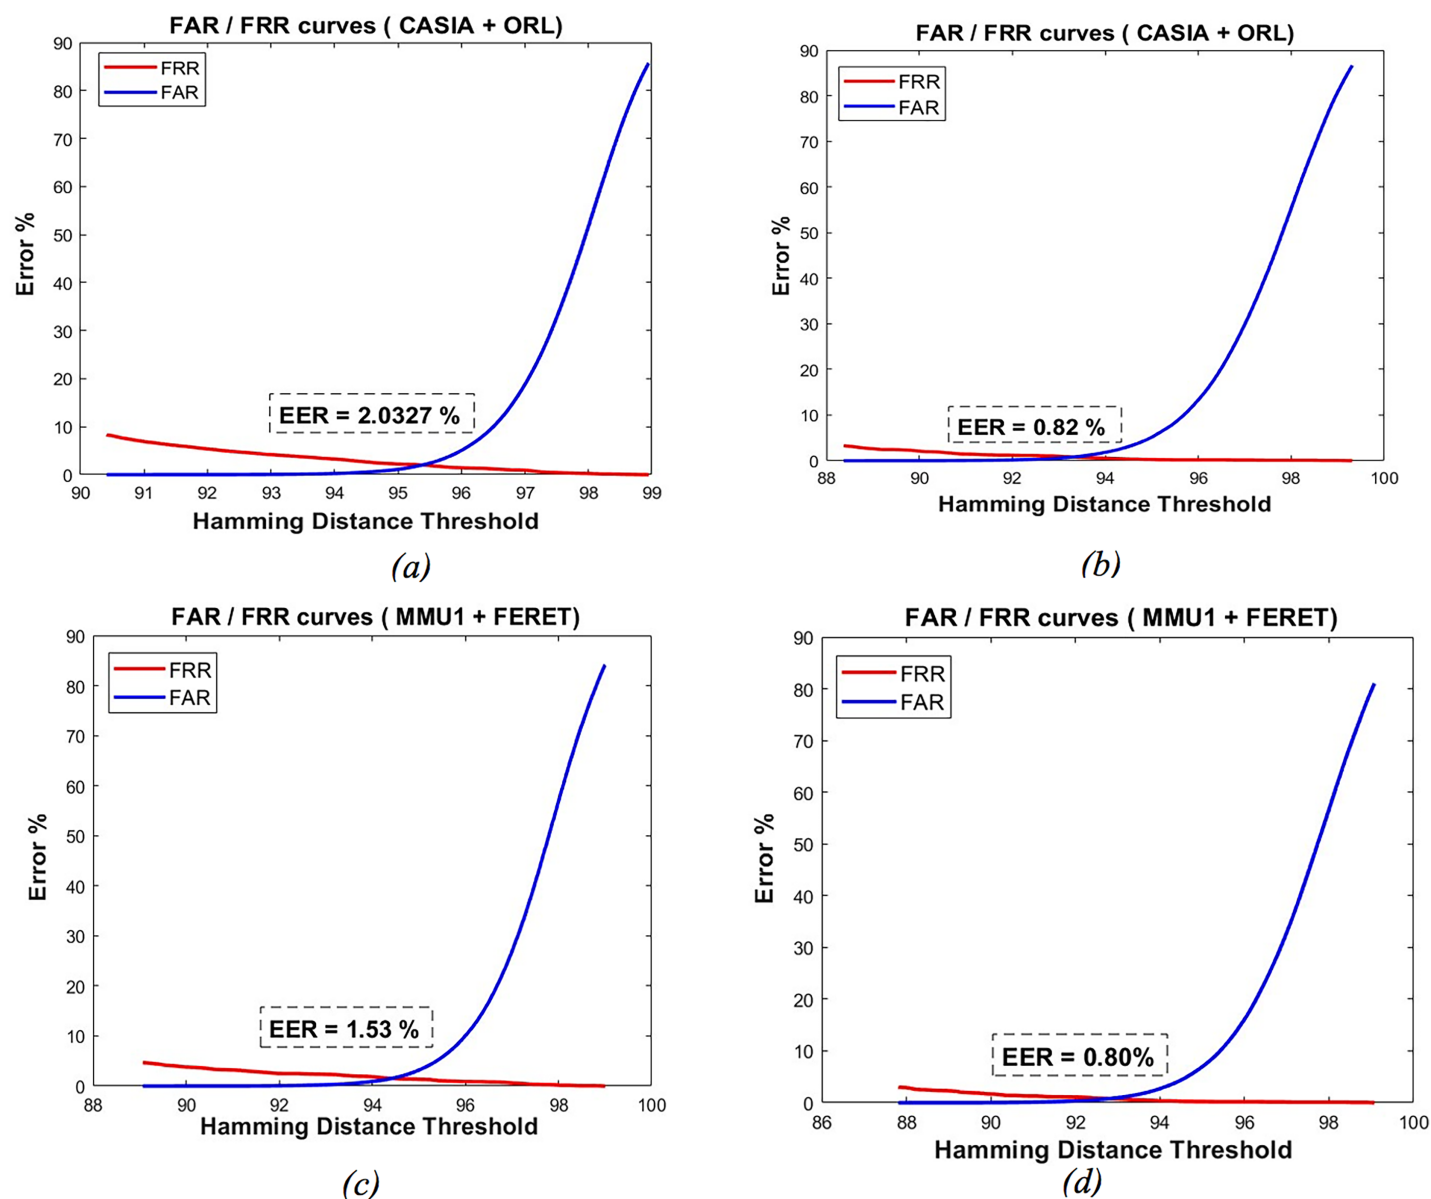 FAR / FRR curves ( CASIA + ORL)
FRR
FAR
90
80
70
60
50
40
30
20
10
0
Error %
EER = 2.0327 %
90 91 92 93 94 95 96 97 98 99
Hamming Distance Threshold
(a)
FAR / FRR curves ( CASIA + ORL)
FRR
FAR
90
80
70
60
50
40
30
20
10
0
Error %
EER = 0.82 %
88 90 92 94 96 98 100
Hamming Distance Threshold
(b)
FAR / FRR curves ( MMU1 + FERET)
FRR
FAR
90
80
70
60
50
40
30
20
10
0
Error %
EER = 1.53 %
88 90 92 94 96 98 100
Hamming Distance Threshold
(c)
FAR / FRR curves ( MMU1 + FERET)
FRR
FAR
90
80
70
60
50
40
30
20
10
0
Error %
EER = 0.80%
86 88 90 92 94 96 98 100
Hamming Distance Threshold
(d)